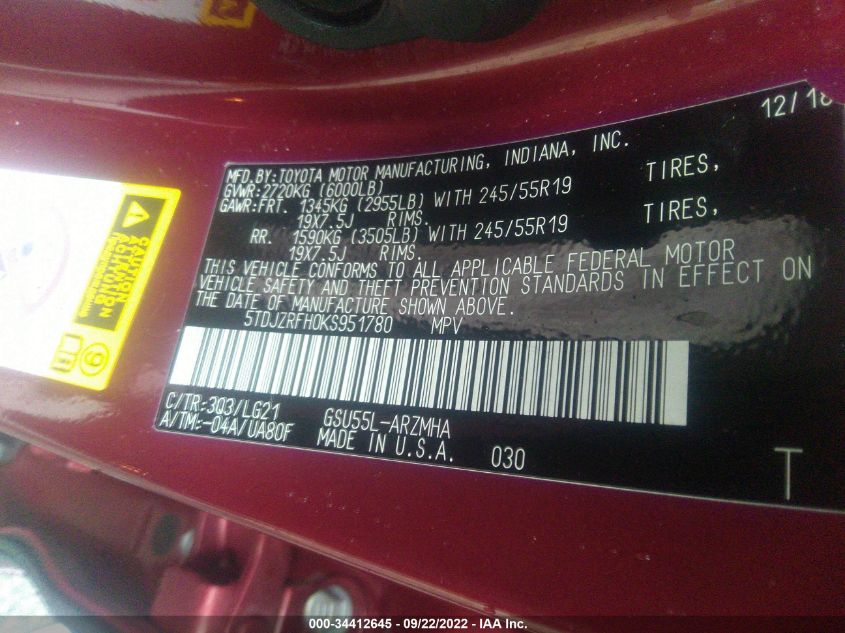 12/18
MFD.BY:TOYOTA MOTOR MANUFACTURING, INDIANA, INC.
GVWR:2720KG (6000LB)
GAWR:FRT. 1345KG (2955LB) WITH 245/55R19 TIRES,
19X7.5J RIMS.
RR. 1590KG (3505LB) WITH 245/55R19 TIRES,
19X7.5J RIMS.
THIS VEHICLE CONFORMS TO ALL APPLICABLE FEDERAL MOTOR
VEHICLE SAFETY AND THEFT PREVENTION STANDARDS IN EFFECT ON
THE DATE OF MANUFACTURE SHOWN ABOVE.
5TDJZRFH0KS951780 MPV
C/TR:303/LG21 GSU55L-ARZMHA
A/TM:-04A/UA80F MADE IN U.S.A. 030 T
CAUTION
000-34412645 - 09/22/2022 - IAA Inc.